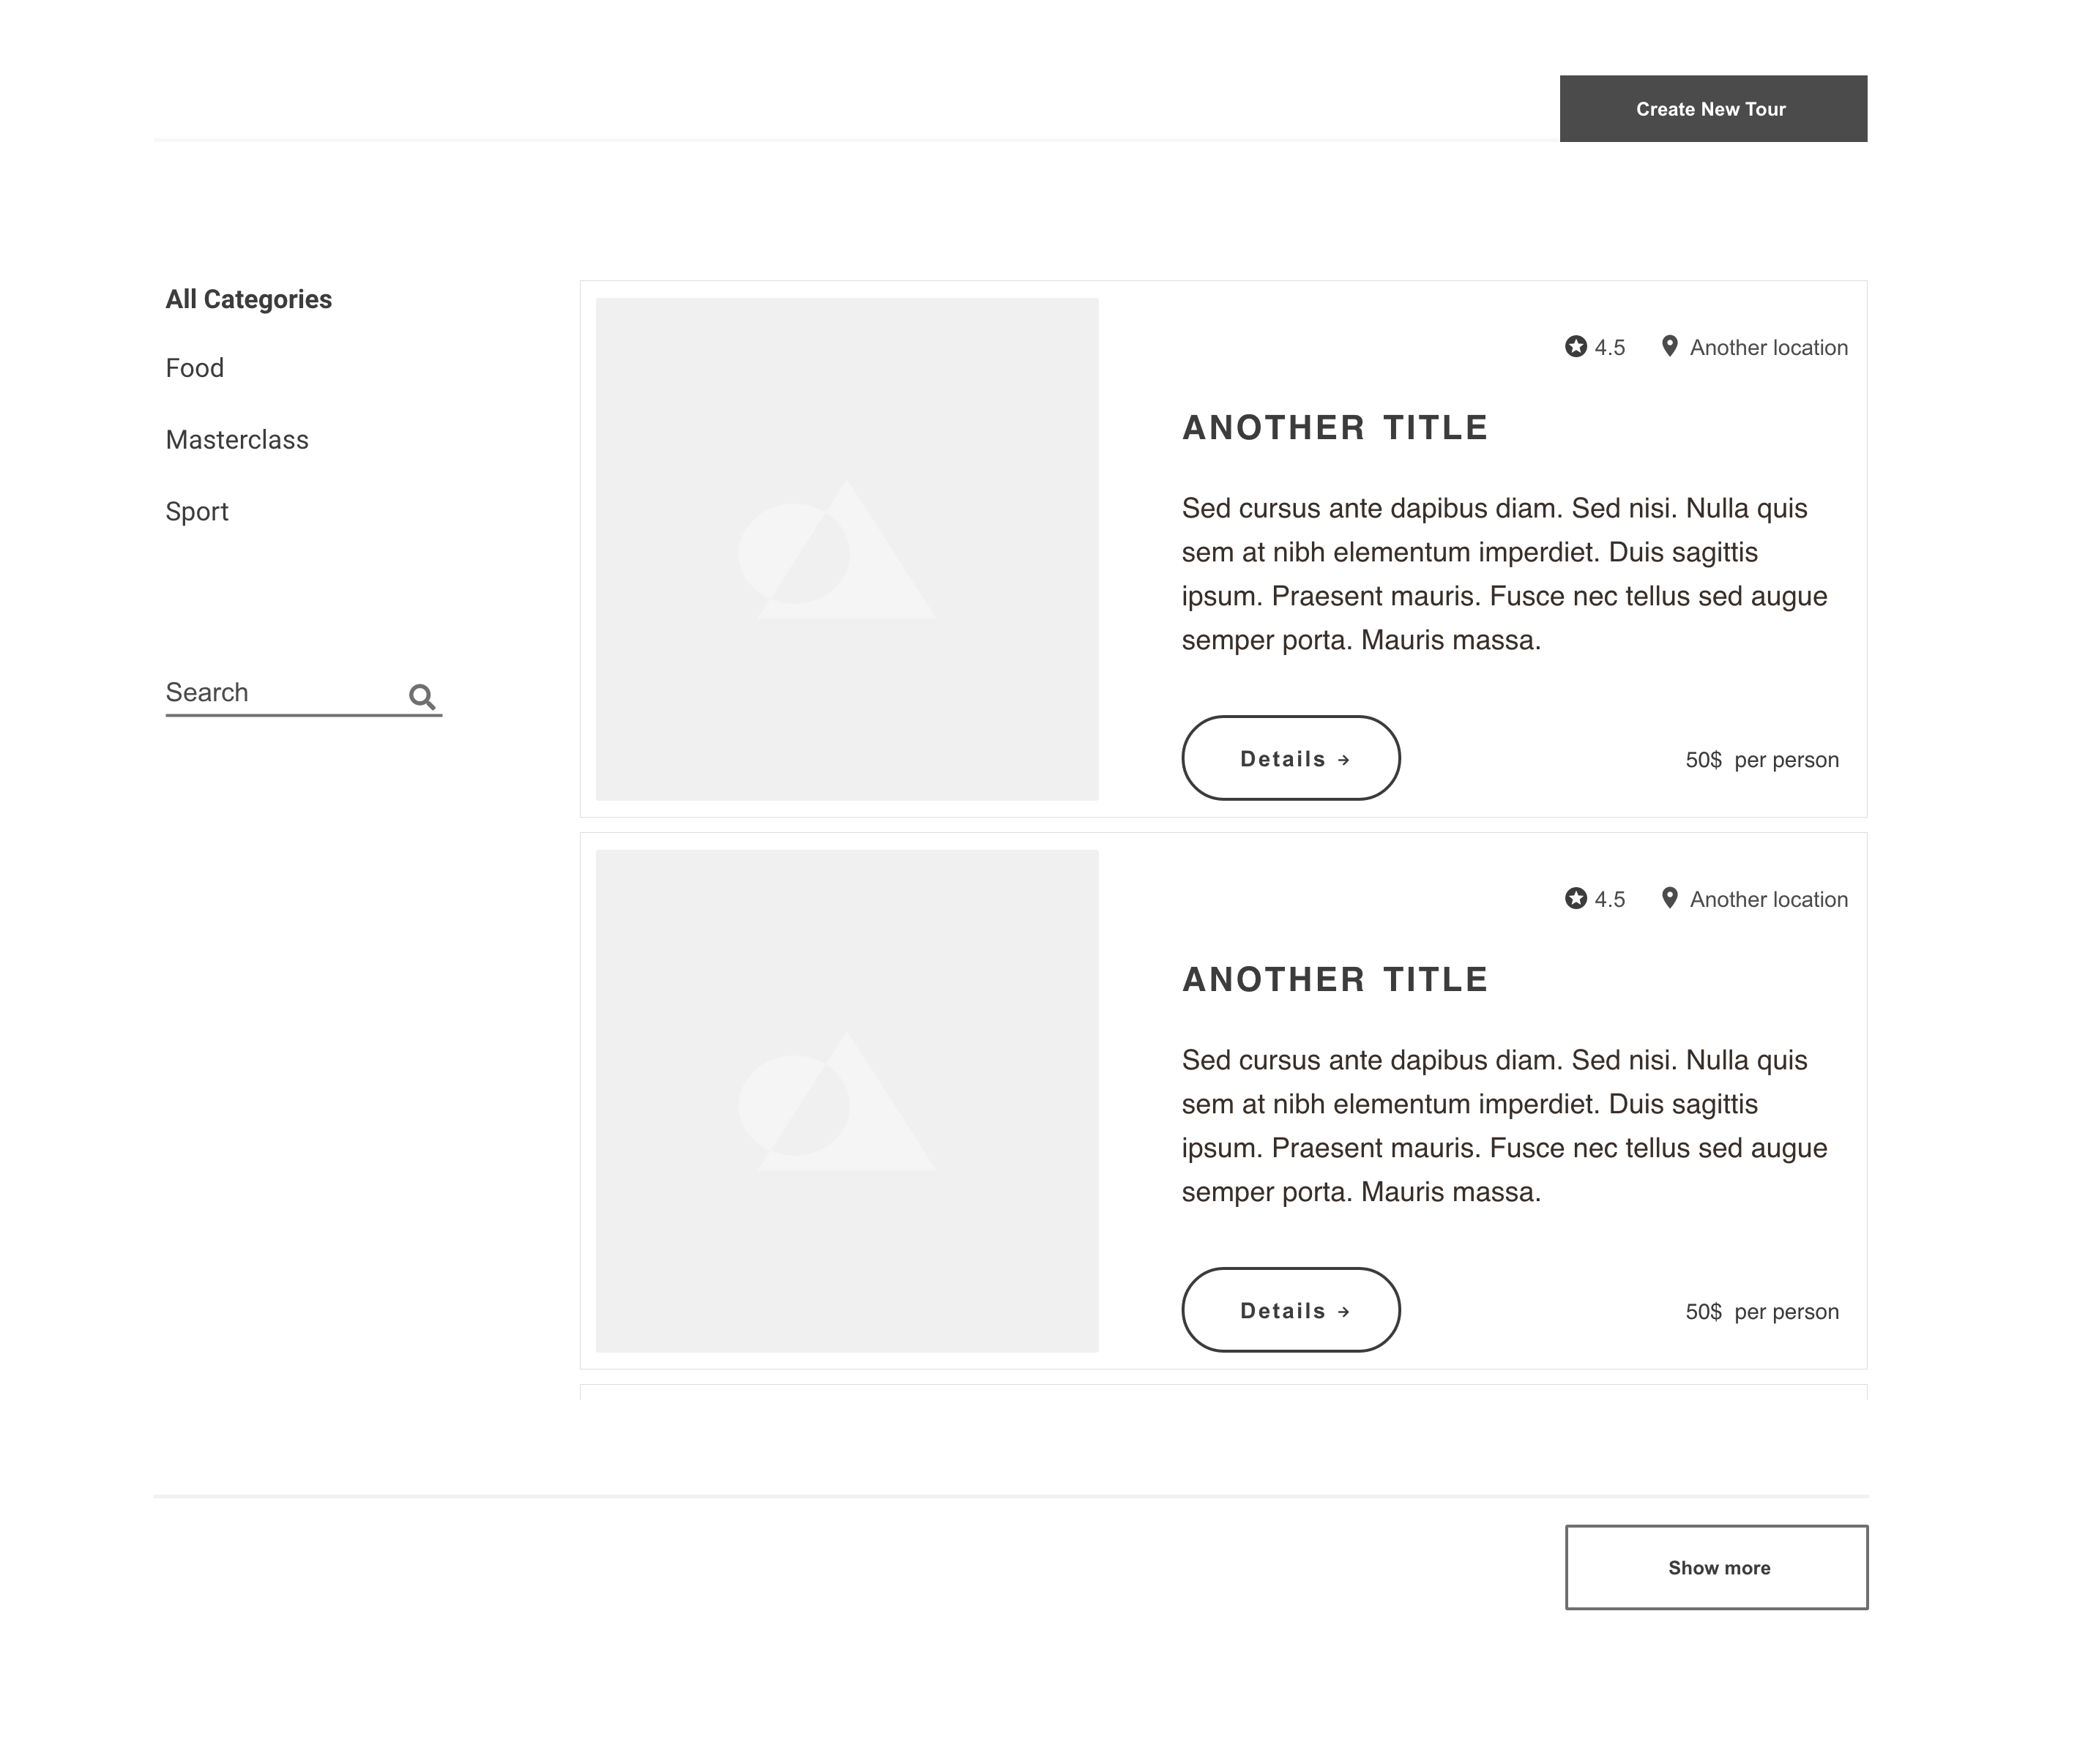 Create New Tour
All Categories
Food
Masterclass
Sport
Search
4.5 Another location
ANOTHER TITLE
Sed cursus ante dapibus diam. Sed nisi. Nulla quis
sem at nibh elementum imperdiet. Duis sagittis
ipsum. Praesent mauris. Fusce nec tellus sed augue
semper porta. Mauris massa.
Details →
50$ per person
4.5 Another location
ANOTHER TITLE
Sed cursus ante dapibus diam. Sed nisi. Nulla quis
sem at nibh elementum imperdiet. Duis sagittis
ipsum. Praesent mauris. Fusce nec tellus sed augue
semper porta. Mauris massa.
Details →
50$ per person
Show more